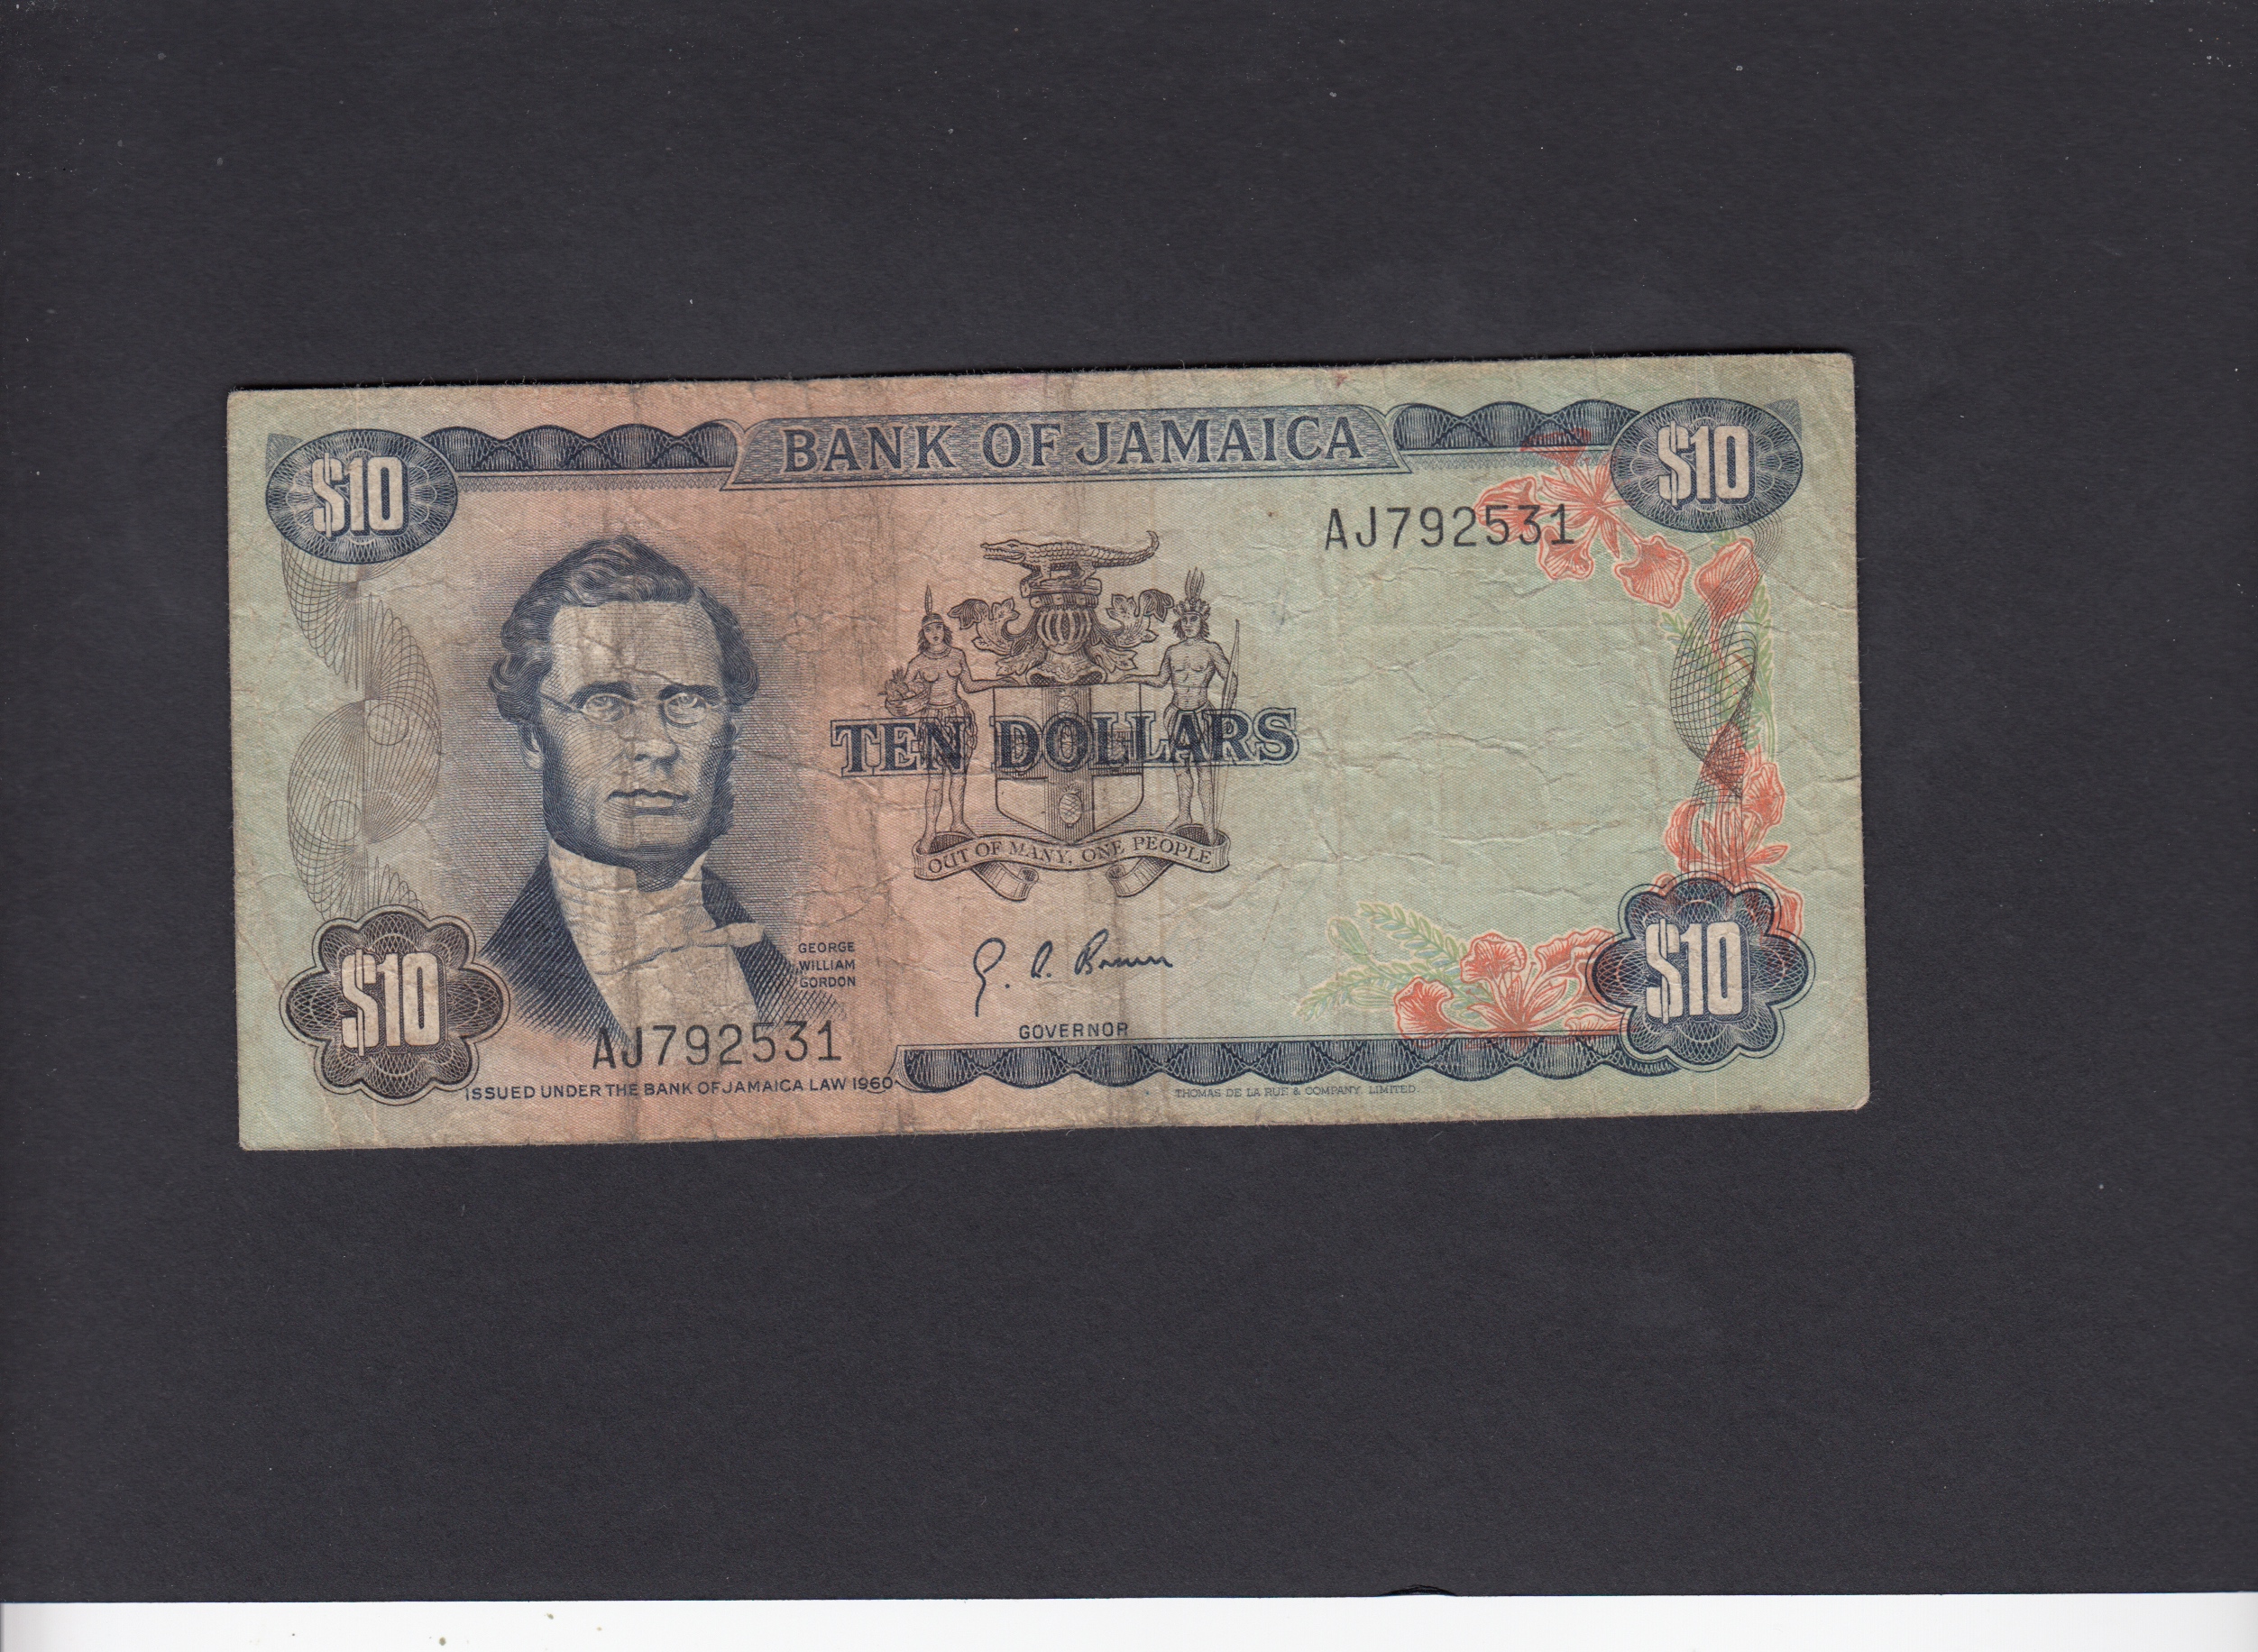 BANK OF JAMAICA
$10
$10
AJ792531
TEN DOLLARS
OUT OF MANY, ONE PEOPLE
GEORGE
WILLIAM
GORDON
G. A. Brown
GOVERNOR
$10
$10
AJ792531
ISSUED UNDER THE BANK OF JAMAICA LAW 1960
THOMAS DE LA RUE & COMPANY, LIMITED.